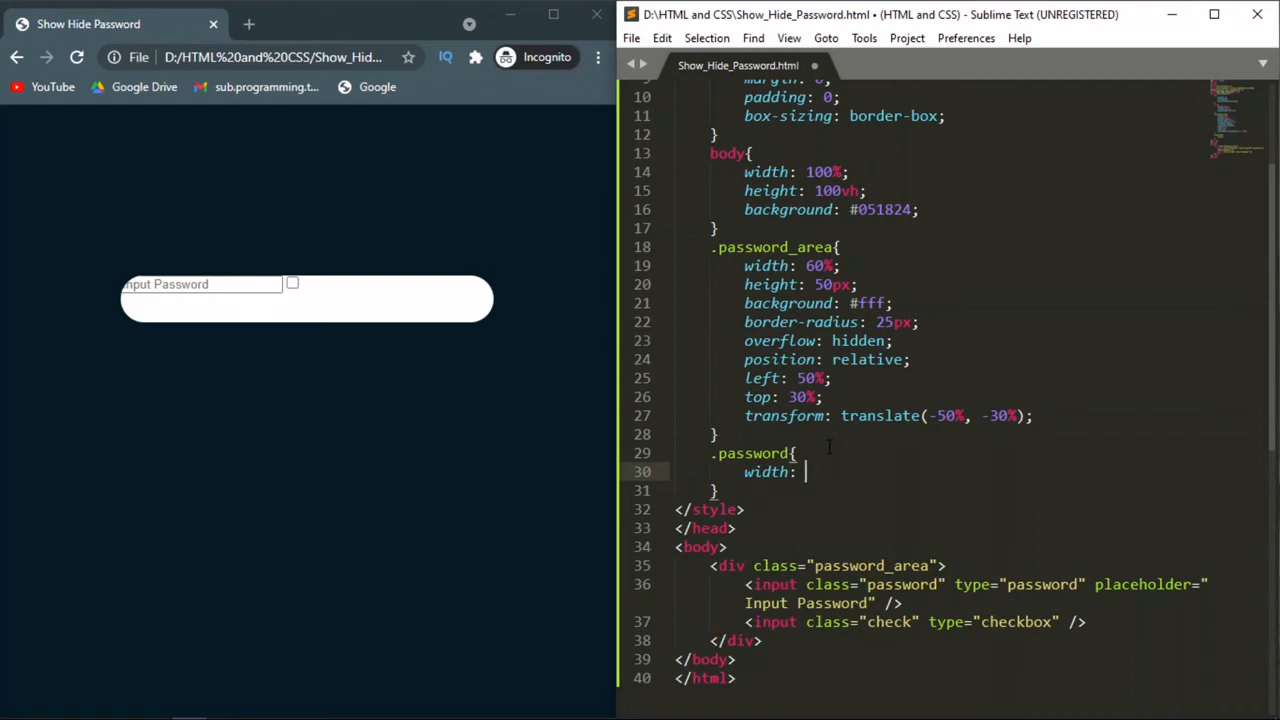 Show Hide Password
File
D:/HTML%20and%20CSS/Show_Hid...
IQ
Incognito
YouTube
Google Drive
sub.programming.t...
Google
nput Password
D:\HTML and CSS\Show_Hide_Password.html • (HTML and CSS) - Sublime Text (UNREGISTERED)
File Edit Selection Find View Goto Tools Project Preferences Help
Show_Hide_Password.html
9 margin: 0;
10 padding: 0;
11 box-sizing: border-box;
12 }
13 body{
14 width: 100%;
15 height: 100vh;
16 background: #051824;
17 }
18 .password_area{
19 width: 60%;
20 height: 50px;
21 background: #fff;
22 border-radius: 25px;
23 overflow: hidden;
24 position: relative;
25 left: 50%;
26 top: 30%;
27 transform: translate(-50%, -30%);
28 }
29 .password{
30 width:
31 }
32 </style>
33 </head>
34 <body>
35 <div class="password_area">
36 <input class="password" type="password" placeholder="
Input Password" />
37 <input class="check" type="checkbox" />
38 </div>
39 </body>
40 </html>